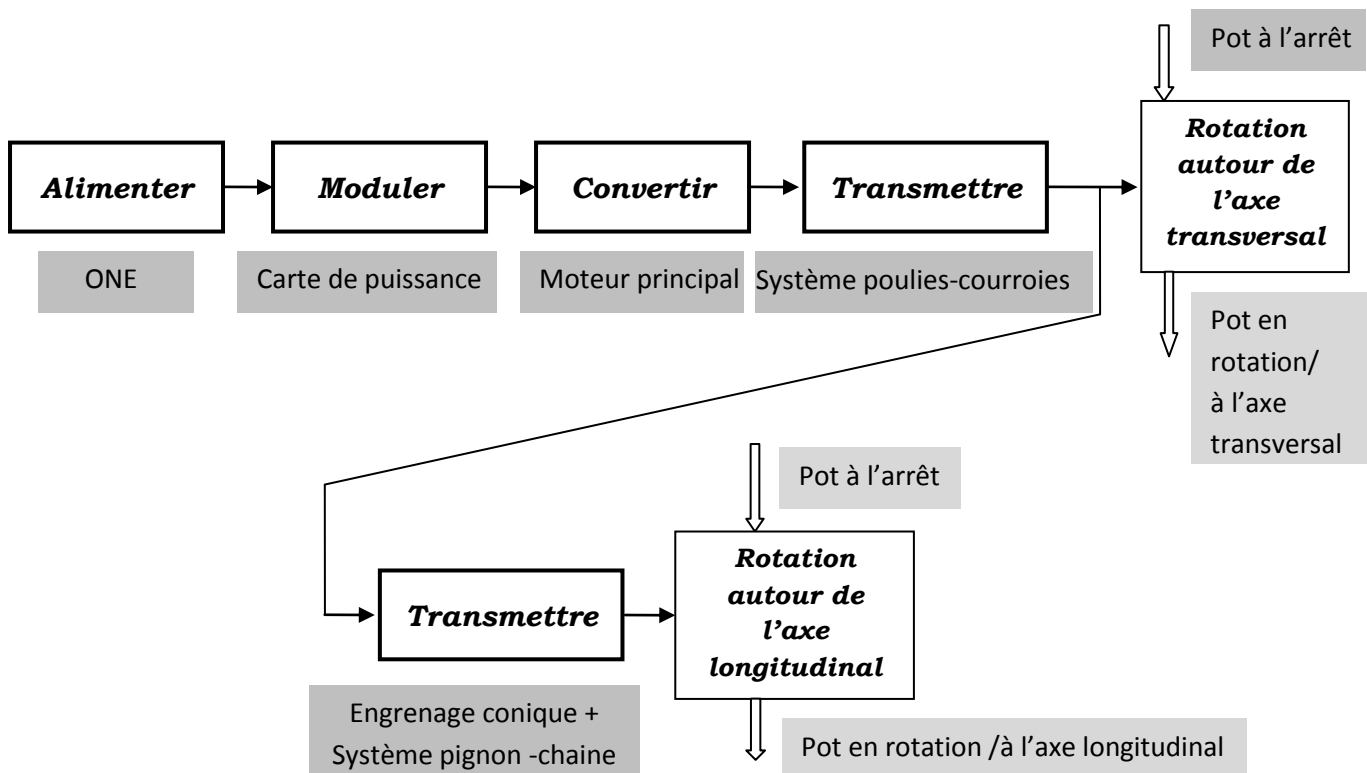 Pot à l’arrêt
Alimenter
Moduler
Convertir
Transmettre
Rotation
autour de
l’axe
transversal
ONE
Carte de puissance
Moteur principal
Système poulies-courroies
Pot en
rotation/
à l’axe
transversal
Pot à l’arrêt
Transmettre
Rotation
autour de
l’axe
longitudinal
Engrenage conique +
Système pignon -chaine
Pot en rotation /à l’axe longitudinal